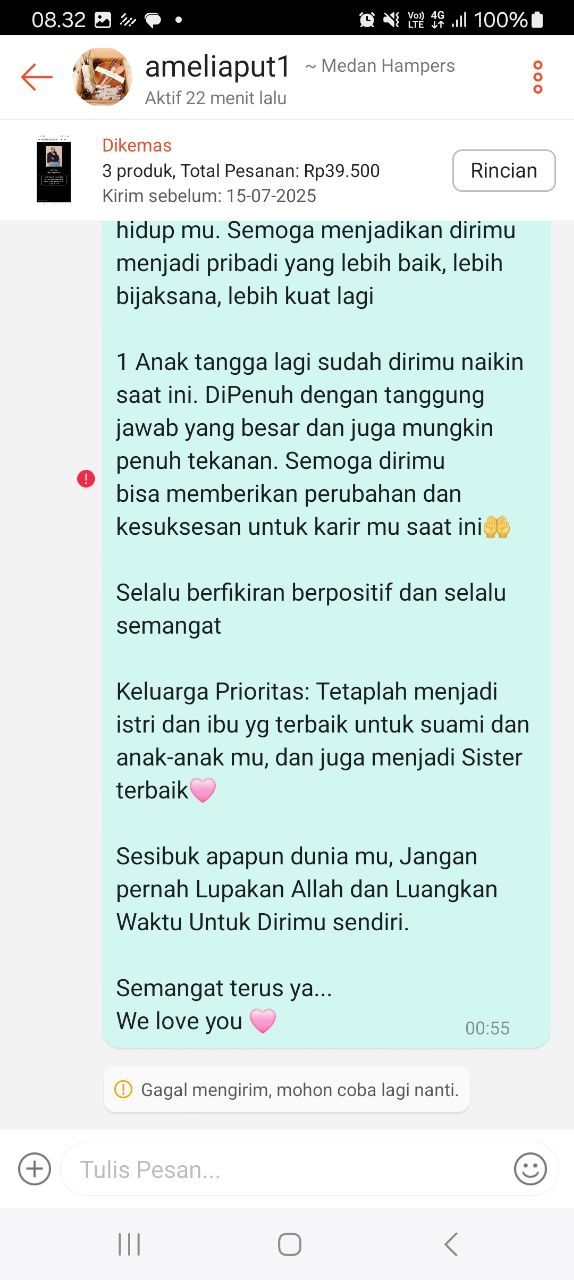 08.32
Vo))
LTE
4G
100%
ameliaput1 ~ Medan Hampers
Aktif 22 menit lalu
Dikemas
3 produk, Total Pesanan: Rp39.500
Kirim sebelum: 15-07-2025
Rincian
hidup mu. Semoga menjadikan dirimu
menjadi pribadi yang lebih baik, lebih
bijaksana, lebih kuat lagi
1 Anak tangga lagi sudah dirimu naikin
saat ini. DiPenuh dengan tanggung
jawab yang besar dan juga mungkin
penuh tekanan. Semoga dirimu
bisa memberikan perubahan dan
kesuksesan untuk karir mu saat ini🤲
Selalu berfikiran berpositif dan selalu
semangat
Keluarga Prioritas: Tetaplah menjadi
istri dan ibu yg terbaik untuk suami dan
anak-anak mu, dan juga menjadi Sister
terbaik🩷
Sesibuk apapun dunia mu, Jangan
pernah Lupakan Allah dan Luangkan
Waktu Untuk Dirimu sendiri.
Semangat terus ya...
We love you 🩷
00:55
Gagal mengirim, mohon coba lagi nanti.
Tulis Pesan...